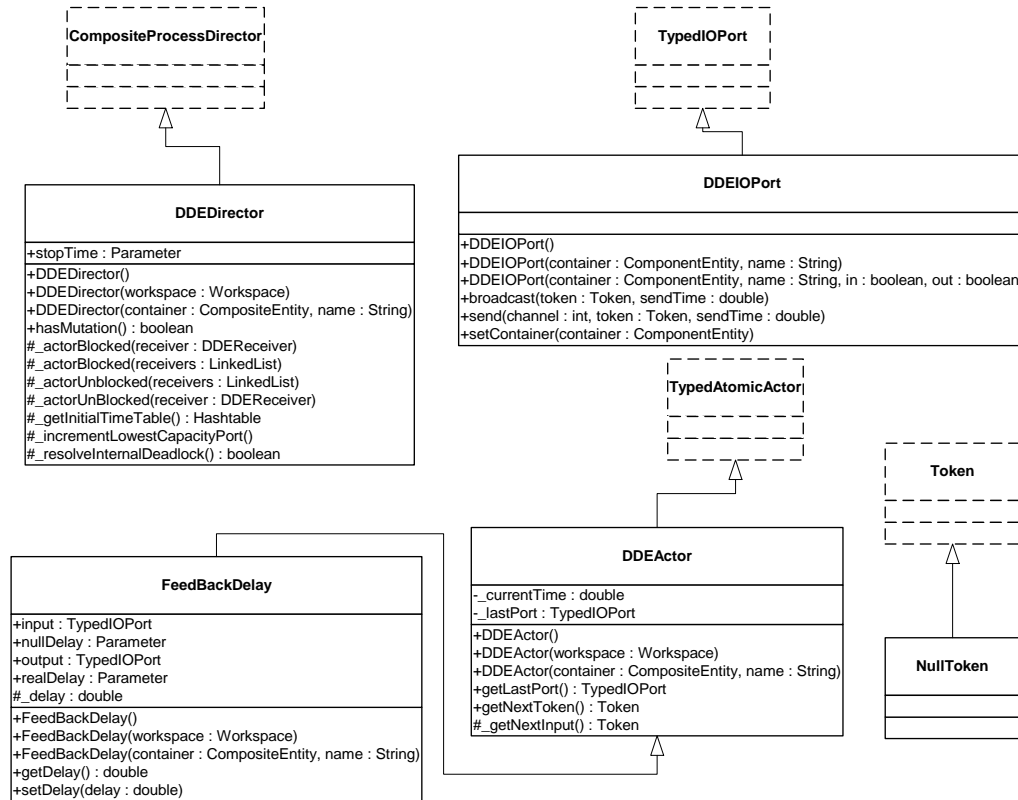 CompositeProcessDirector
TypedIOPort
DDEDirector
+stopTime : Parameter
+DDEDirector()
+DDEDirector(workspace : Workspace)
+DDEDirector(container : CompositeEntity, name : String)
+hasMutation() : boolean
#_actorBlocked(receiver : DDEReceiver)
#_actorBlocked(receivers : LinkedList)
#_actorUnblocked(receivers : LinkedList)
#_actorUnBlocked(receiver : DDEReceiver)
#_getInitialTimeTable() : Hashtable
#_incrementLowestCapacityPort()
#_resolveInternalDeadlock() : boolean
DDEIOPort
+DDEIOPort()
+DDEIOPort(container : ComponentEntity, name : String)
+DDEIOPort(container : ComponentEntity, name : String, in : boolean, out : boolean
+broadcast(token : Token, sendTime : double)
+send(channel : int, token : Token, sendTime : double)
+setContainer(container : ComponentEntity)
TypedAtomicActor
Token
FeedBackDelay
+input : TypedIOPort
+nullDelay : Parameter
+output : TypedIOPort
+realDelay : Parameter
#_delay : double
+FeedBackDelay()
+FeedBackDelay(workspace : Workspace)
+FeedBackDelay(container : CompositeEntity, name : String)
+getDelay() : double
+setDelay(delay : double)
DDEActor
-_currentTime : double
-_lastPort : TypedIOPort
+DDEActor()
+DDEActor(workspace : Workspace)
+DDEActor(container : CompositeEntity, name : String)
+getLastPort() : TypedIOPort
+getNextToken() : Token
#_getNextInput() : Token
NullToken